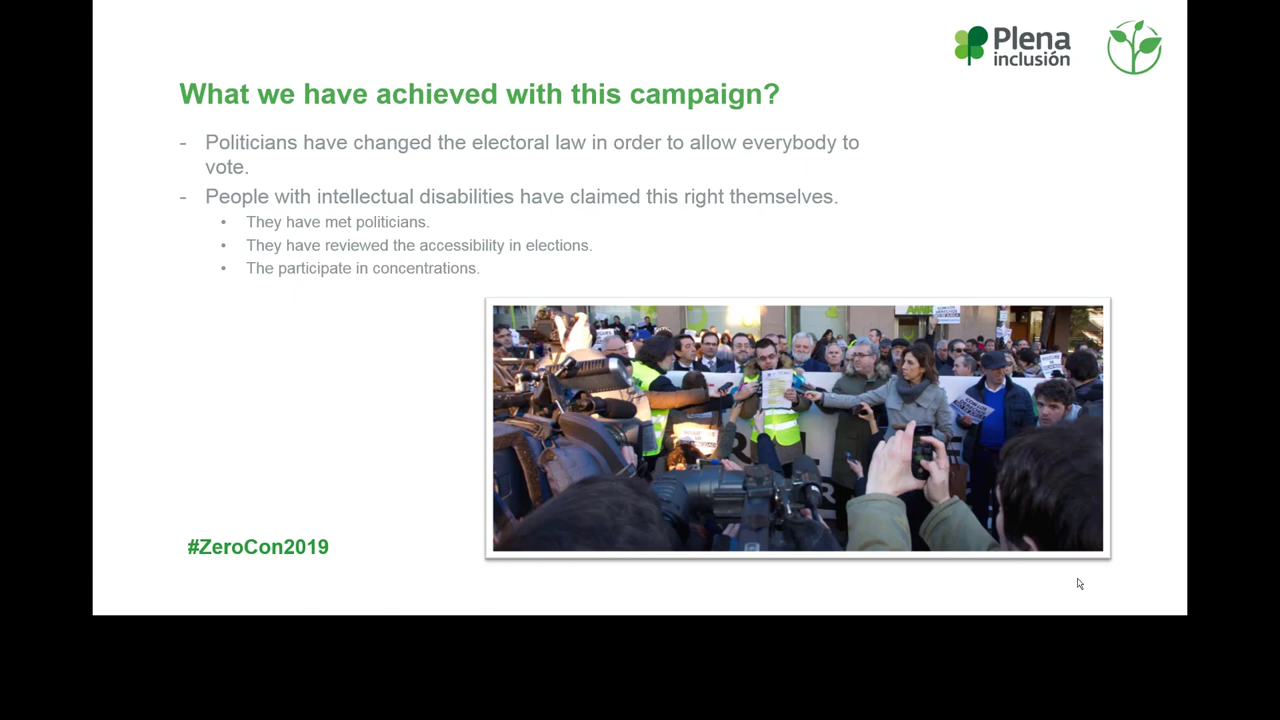 Plena
inclusión
What we have achieved with this campaign?
- Politicians have changed the electoral law in order to allow everybody to
vote.
- People with intellectual disabilities have claimed this right themselves.
• They have met politicians.
• They have reviewed the accessibility in elections.
• The participate in concentrations.
#ZeroCon2019